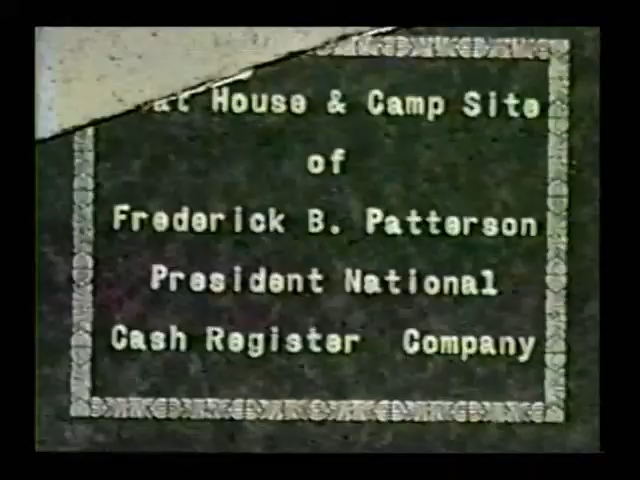 House & Camp Site
of
Frederick B. Patterson
President National
Cash Register Company